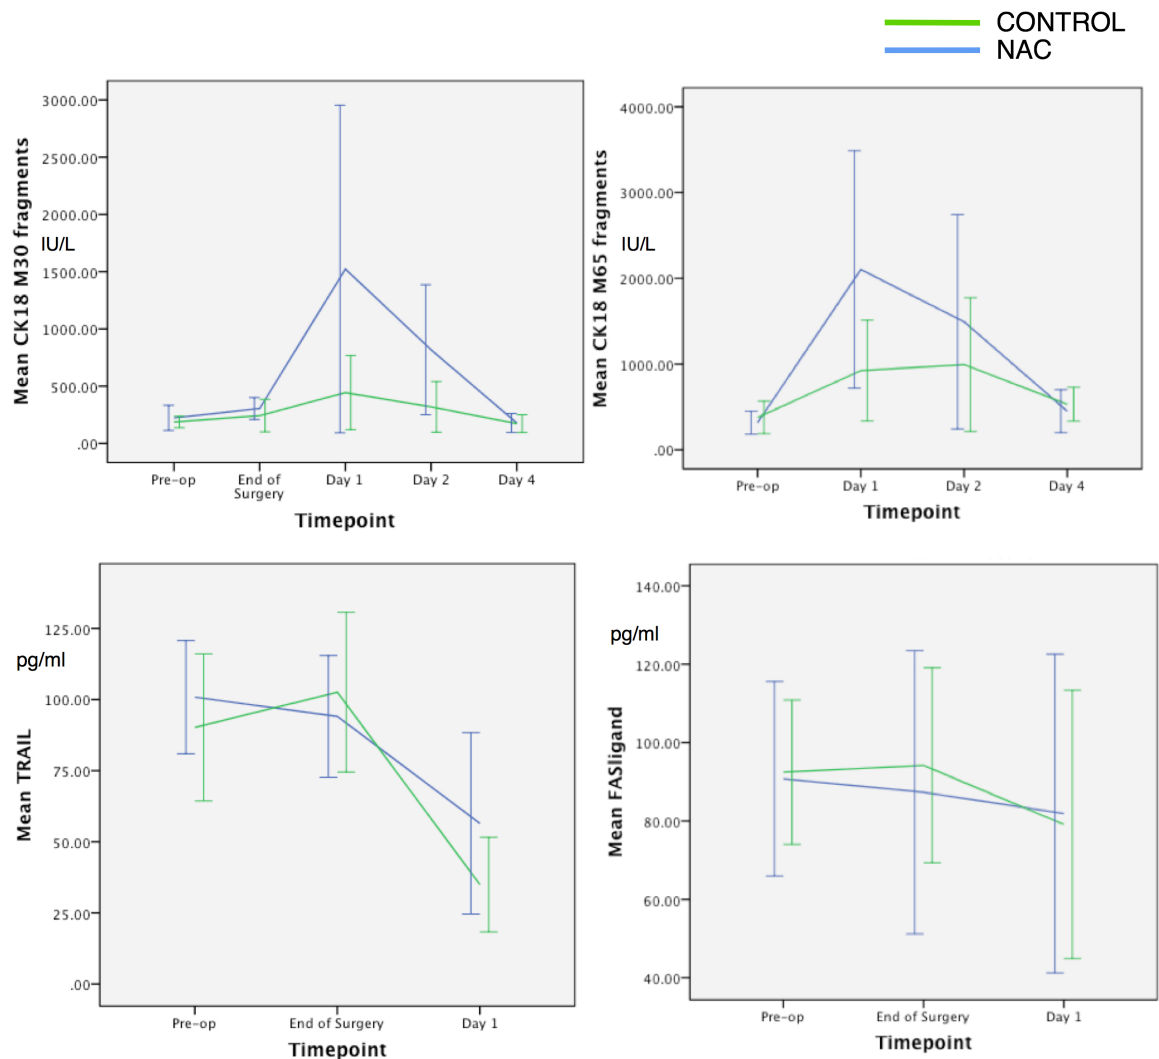 CONTROL
NAC
Mean CK18 M30 fragments
IU/L
3000.00
2500.00
2000.00
1500.00
1000.00
500.00
.00
Pre-op
End of
Surgery
Day 1
Day 2
Day 4
Timepoint
Mean CK18 M65 fragments
IU/L
4000.00
3000.00
2000.00
1000.00
.00
Pre-op
Day 1
Day 2
Day 4
Timepoint
Mean TRAIL
pg/ml
125.00
100.00
75.00
50.00
25.00
.00
Pre-op
End of Surgery
Day 1
Timepoint
Mean FASligand
pg/ml
140.00
120.00
100.00
80.00
60.00
40.00
Pre-op
End of Surgery
Day 1
Timepoint